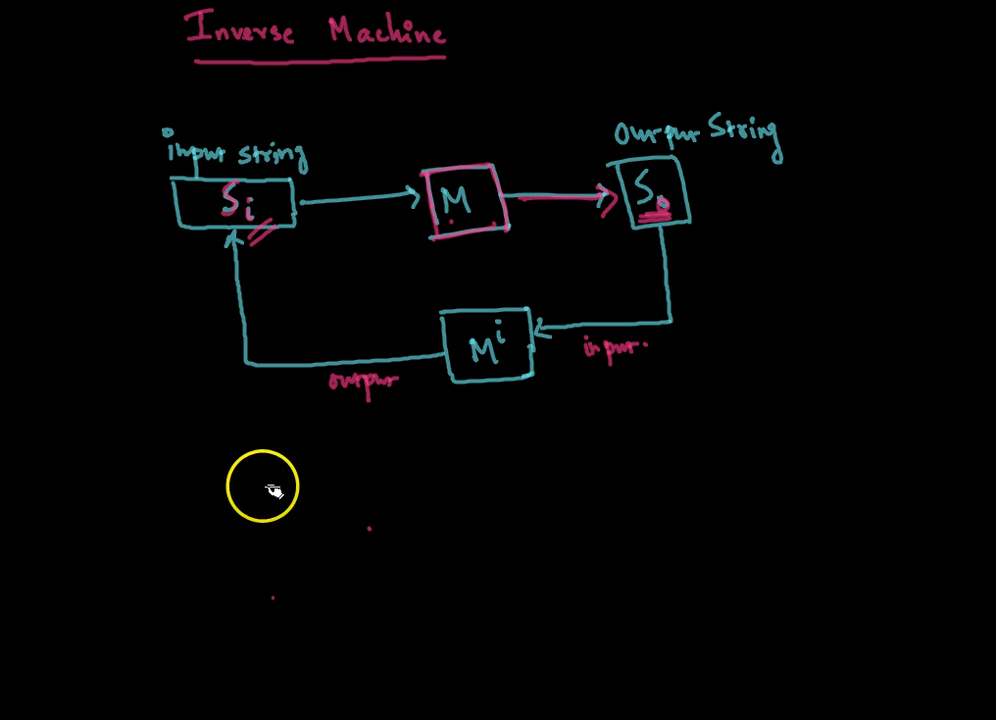 Inverse Machine
input string
Output String
Si
M
So
Mi
input
output